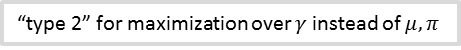 “type 2” for maximization over γ instead of μ, π